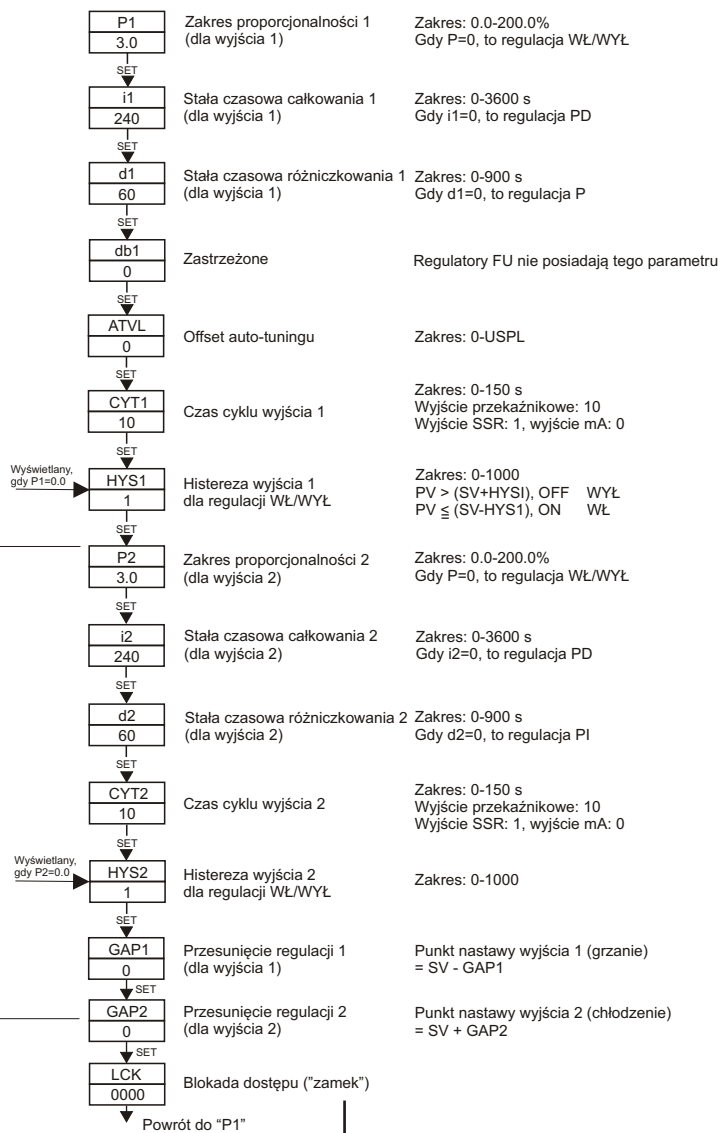 P1
3.0
Zakres proporcjonalności 1
(dla wyjścia 1)
Zakres: 0.0-200.0%
Gdy P=0, to regulacja WŁ/WYŁ
SET
i1
240
Stała czasowa całkowania 1
(dla wyjścia 1)
Zakres: 0-3600 s
Gdy i1=0, to regulacja PD
SET
d1
60
Stała czasowa różniczkowania 1
(dla wyjścia 1)
Zakres: 0-900 s
Gdy d1=0, to regulacja P
SET
db1
0
Zastrzeżone
Regulatory FU nie posiadają tego parametru
SET
ATVL
0
Offset auto-tuningu
Zakres: 0-USPL
SET
CYT1
10
Czas cyklu wyjścia 1
Zakres: 0-150 s
Wyjście przekaźnikowe: 10
Wyjście SSR: 1, wyjście mA: 0
SET
Wyświetlany,
gdy P1=0.0
HYS1
1
Histereza wyjścia 1
dla regulacji WŁ/WYŁ
Zakres: 0-1000
PV > (SV+HYSI), OFF WYŁ
PV ≦ (SV-HYS1), ON WŁ
SET
P2
3.0
Zakres proporcjonalności 2
(dla wyjścia 2)
Zakres: 0.0-200.0%
Gdy P=0, to regulacja WŁ/WYŁ
SET
i2
240
Stała czasowa całkowania 2
(dla wyjścia 2)
Zakres: 0-3600 s
Gdy i2=0, to regulacja PD
SET
d2
60
Stała czasowa różniczkowania 2
(dla wyjścia 2)
Zakres: 0-900 s
Gdy d2=0, to regulacja PI
SET
CYT2
10
Czas cyklu wyjścia 2
Zakres: 0-150 s
Wyjście przekaźnikowe: 10
Wyjście SSR: 1, wyjście mA: 0
SET
Wyświetlany,
gdy P2=0.0
HYS2
1
Histereza wyjścia 2
dla regulacji WŁ/WYŁ
Zakres: 0-1000
SET
GAP1
0
Przesunięcie regulacji 1
(dla wyjścia 1)
Punkt nastawy wyjścia 1 (grzanie)
= SV - GAP1
SET
GAP2
0
Przesunięcie regulacji 2
(dla wyjścia 2)
Punkt nastawy wyjścia 2 (chłodzenie)
= SV + GAP2
SET
LCK
0000
Blokada dostępu ("zamek")
Powrót do "P1"